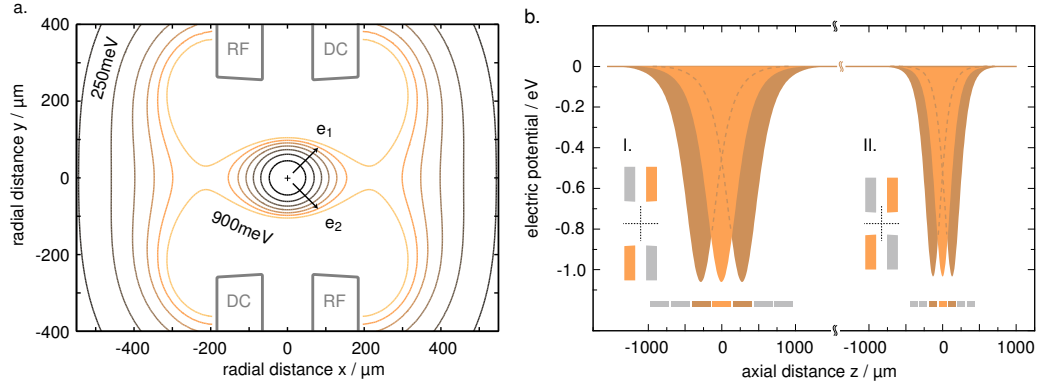 a.
RF
DC
250meV
900meV
e1
e2
DC
RF
400
200
0
-200
-400
radial distance y / µm
-400
-200
0
200
400
radial distance x / µm
b.
0
-0.2
-0.4
-0.6
-0.8
-1.0
electric potential / eV
I.
II.
-1000
0
1000
-1000
0
1000
axial distance z / µm